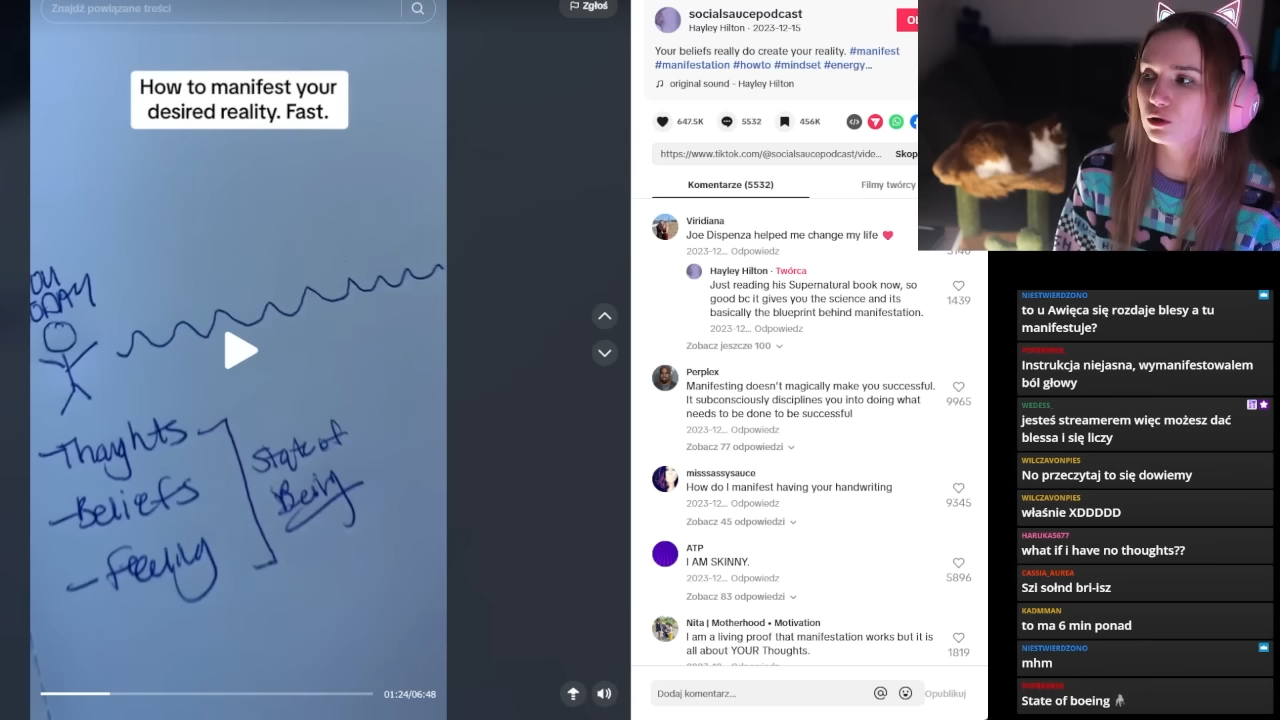 Znajdź powiązane treści
Zgłoś
How to manifest your
desired reality. Fast.
YOU
TODAY
- Thoughts
- Beliefs
- Feeling
State of
Being
01:24/06:48
socialsaucepodcast
Hayley Hilton · 2023-12-15
Your beliefs really do create your reality. #manifest
#manifestation #howto #mindset #energy...
original sound - Hayley Hilton
647.5K
5532
456K
https://www.tiktok.com/@socialsaucepodcast/vide...
Skop
Komentarze (5532)
Filmy twórcy
Viridiana
Joe Dispenza helped me change my life ❤
2023-12... Odpowiedz
Hayley Hilton · Twórca
Just reading his Supernatural book now, so
good bc it gives you the science and its
basically the blueprint behind manifestation.
1439
2023-12... Odpowiedz
Zobacz jeszcze 100
Perplex
Manifesting doesn't magically make you successful.
It subconsciously disciplines you into doing what
needs to be done to be successful
9965
2023-12... Odpowiedz
Zobacz 77 odpowiedzi
misssassysauce
How do I manifest having your handwriting
9345
2023-12... Odpowiedz
Zobacz 45 odpowiedzi
ATP
I AM SKINNY.
5896
2023-12... Odpowiedz
Zobacz 83 odpowiedzi
Nita | Motherhood • Motivation
I am a living proof that manifestation works but it is
all about YOUR Thoughts.
1819
Dodaj komentarz...
Opublikuj
NIESTWIERDZONO
to u Awięca się rozdaje blesy a tu
manifestuje?
Instrukcja niejasna, wymanifestowalem
ból głowy
WEDESS_
jesteś streamerem więc możesz dać
blessa i się liczy
WILCZAVONPIES
No przeczytaj to się dowiemy
WILCZAVONPIES
właśnie XDDDDD
HARUKA5677
what if i have no thoughts??
CASSIA_AUREA
Szi sołnd bri-isz
KADMMAN
to ma 6 min ponad
NIESTWIERDZONO
mhm
State of boeing